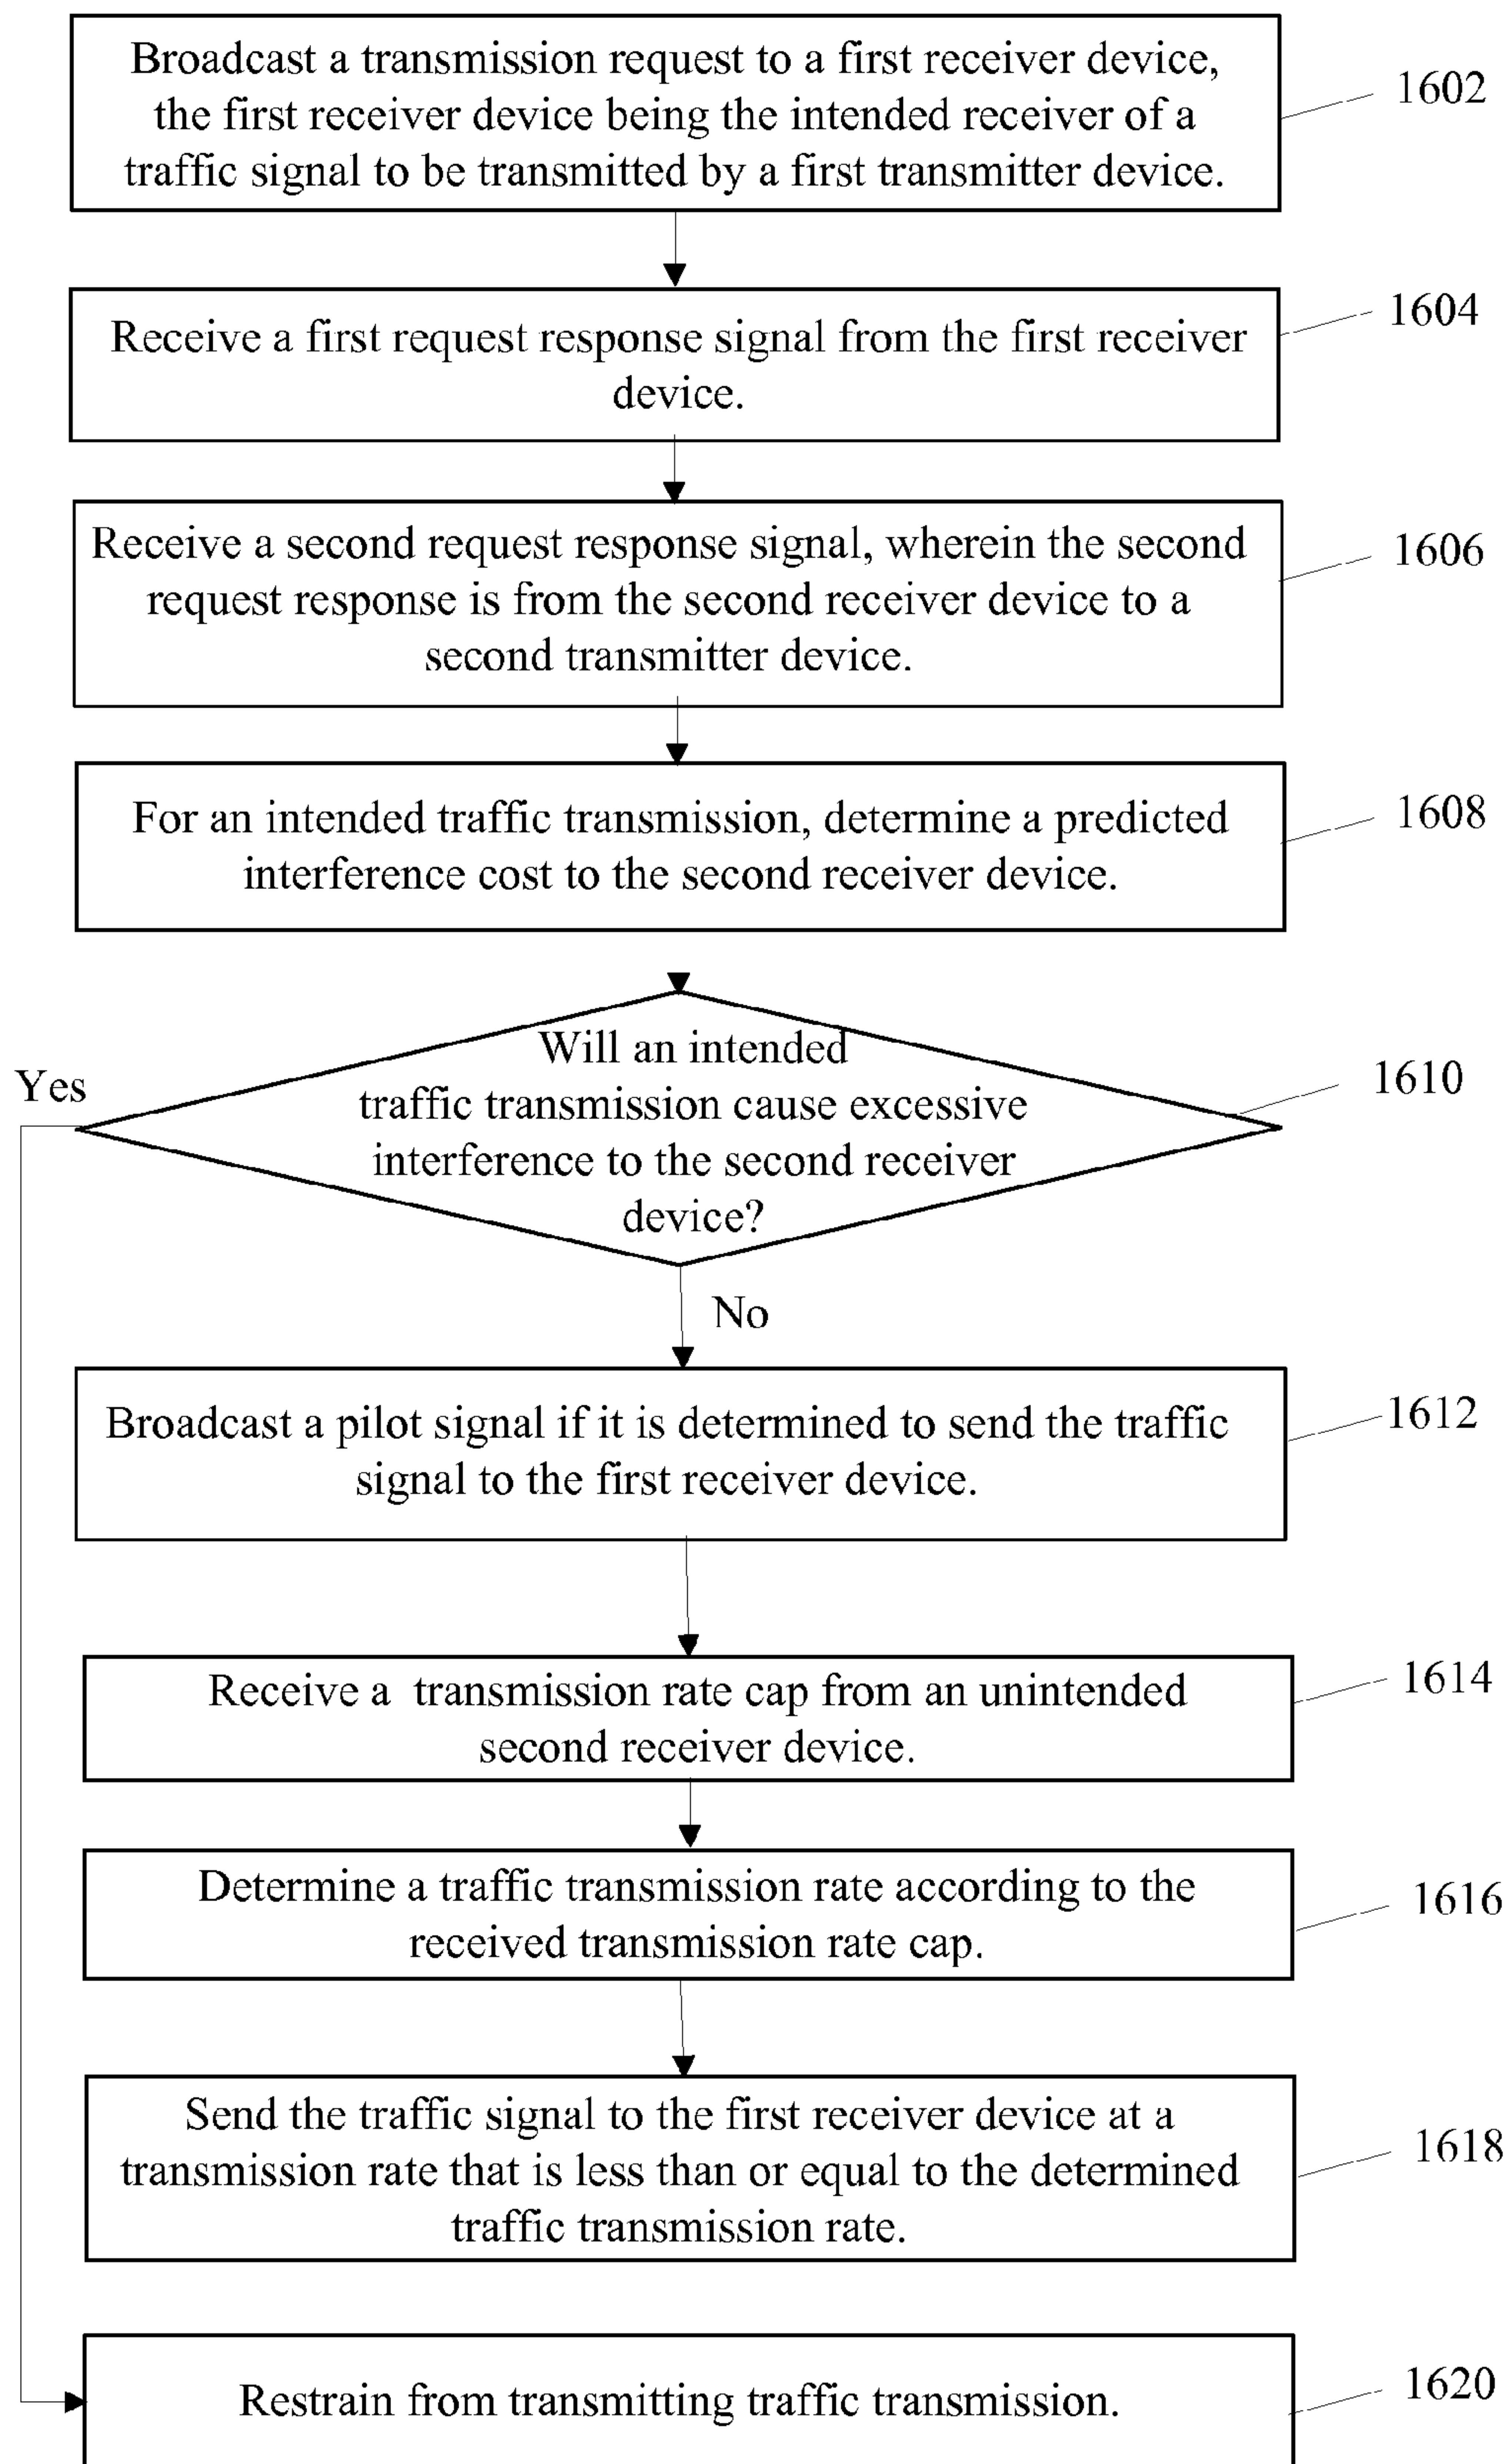 Broadcast a transmission request to a first receiver device,
the first receiver device being the intended receiver of a
traffic signal to be transmitted by a first transmitter device.
1602
Receive a first request response signal from the first receiver
device.
1604
Receive a second request response signal, wherein the second
request response is from the second receiver device to a
second transmitter device.
1606
For an intended traffic transmission, determine a predicted
interference cost to the second receiver device.
1608
Will an intended
traffic transmission cause excessive
interference to the second receiver
device?
1610
Yes
No
Broadcast a pilot signal if it is determined to send the traffic
signal to the first receiver device.
1612
Receive a transmission rate cap from an unintended
second receiver device.
1614
Determine a traffic transmission rate according to the
received transmission rate cap.
1616
Send the traffic signal to the first receiver device at a
transmission rate that is less than or equal to the determined
traffic transmission rate.
1618
Restrain from transmitting traffic transmission.
1620